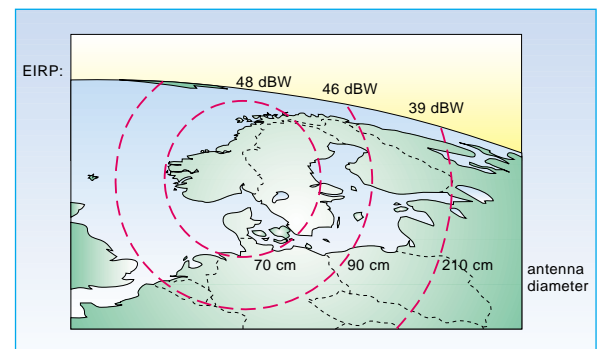 EIRP:
48 dBW
46 dBW
39 dBW
70 cm
90 cm
210 cm
antenna
diameter